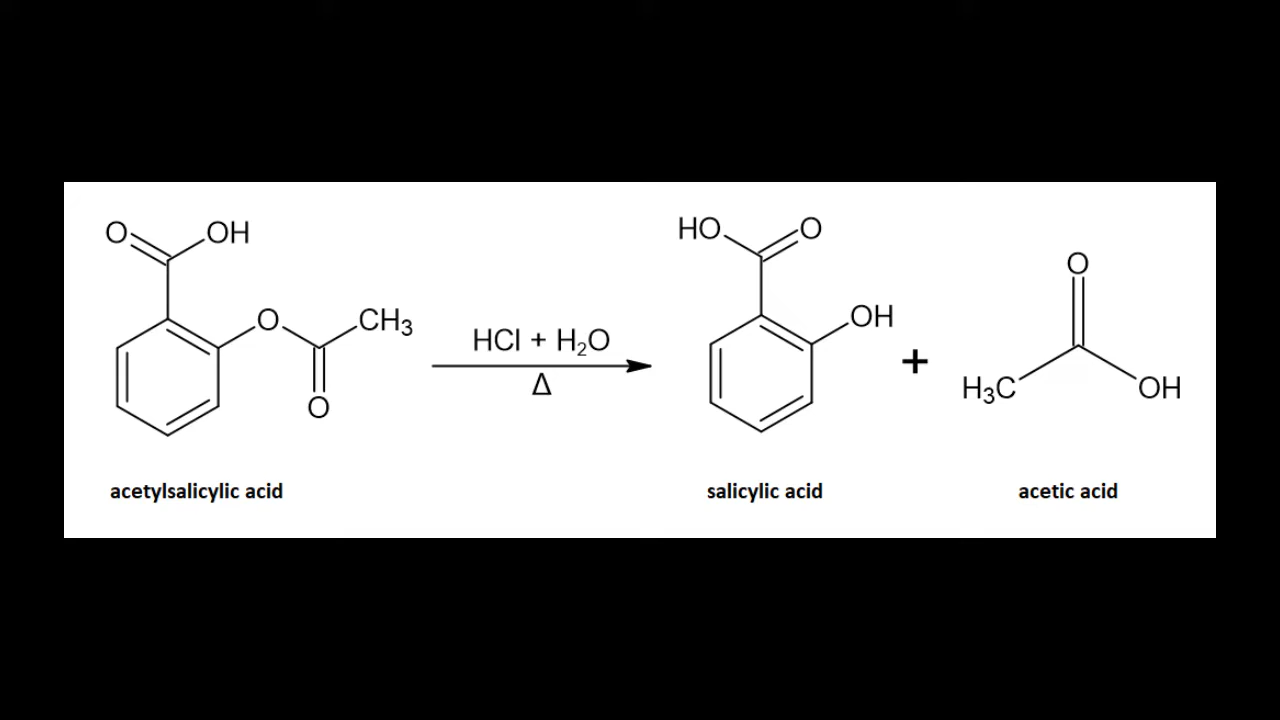 O OH
O CH₃
O
HCl + H₂O
Δ
HO O
OH
+
O
H₃C OH
acetylsalicylic acid
salicylic acid
acetic acid